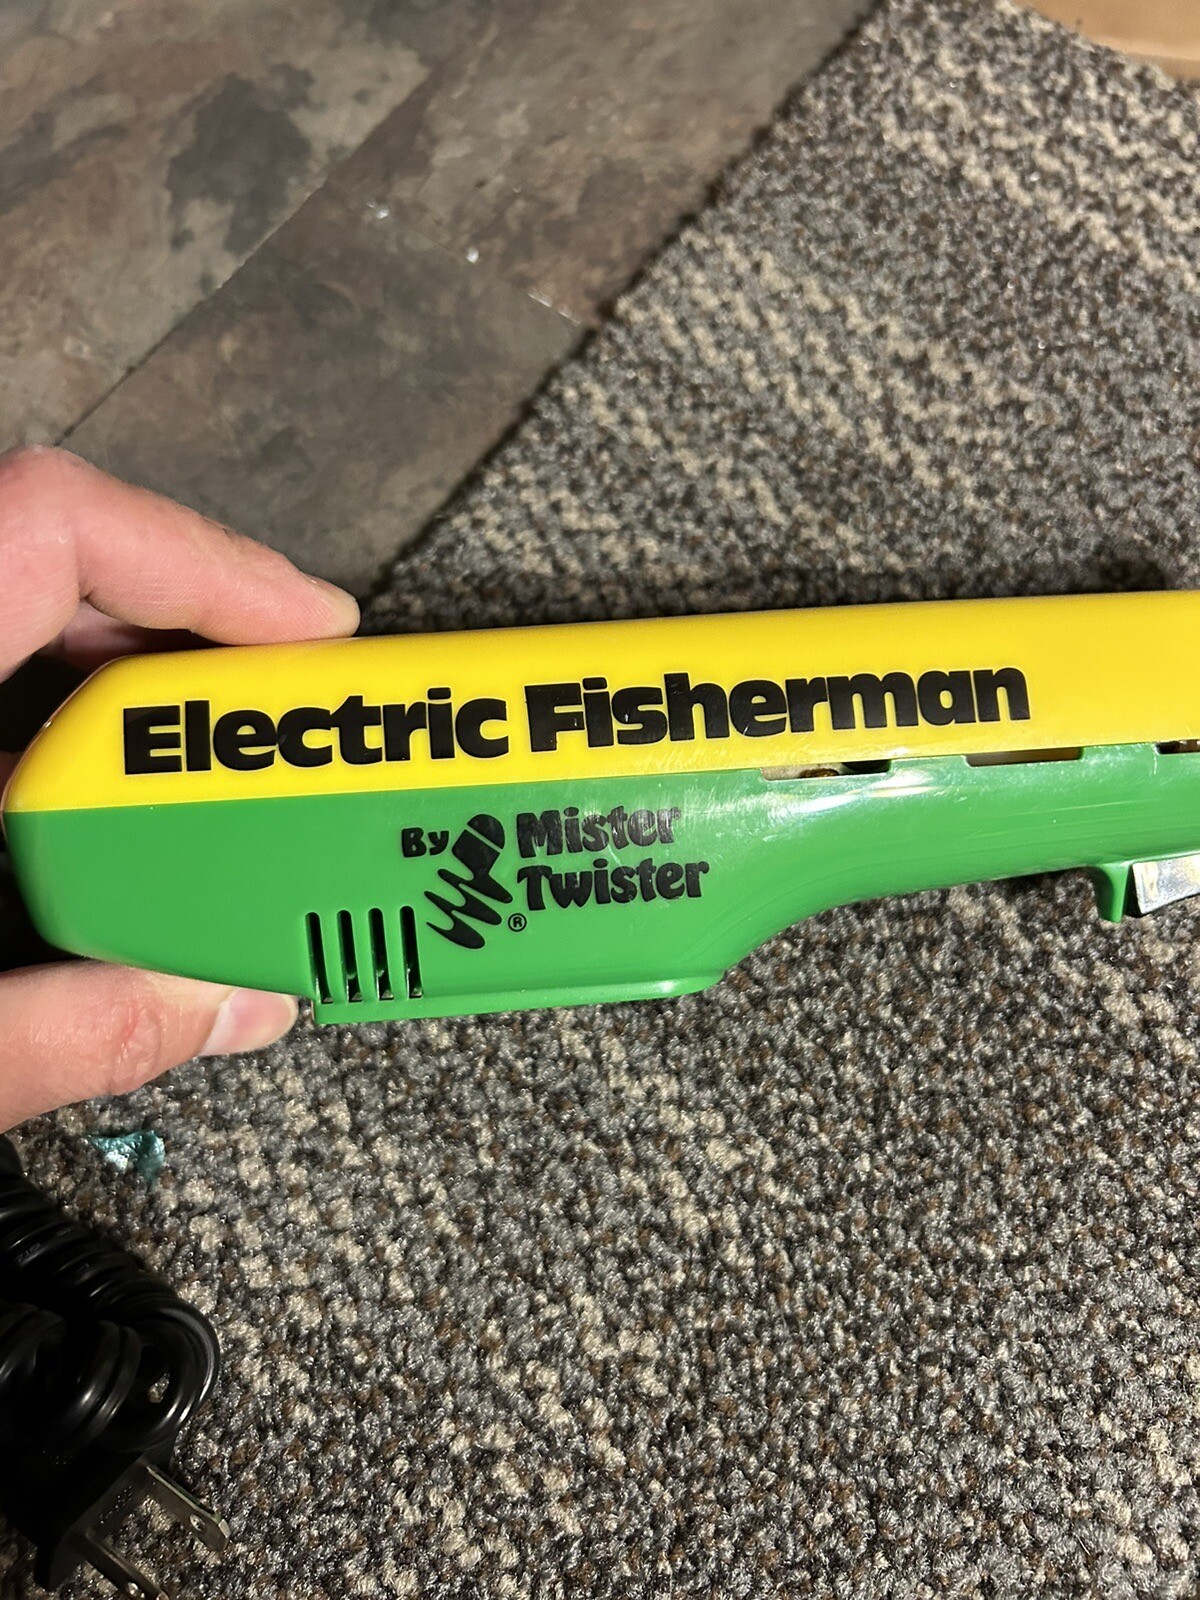 Electric Fisherman
By Mister
Twister
®